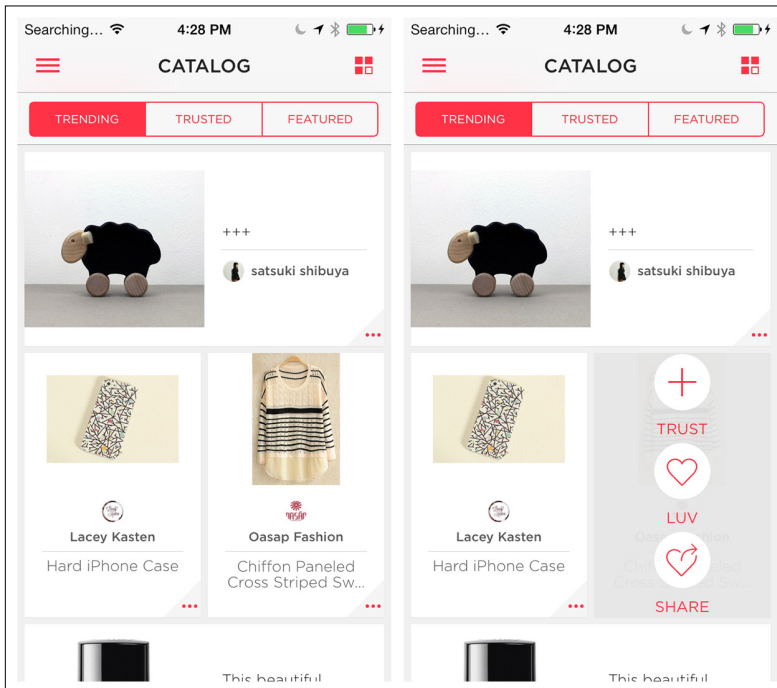 Searching...
4:28 PM
CATALOG
TRENDING
TRUSTED
FEATURED
+++
satsuki shibuya
Lacey Kasten
Hard iPhone Case
OASAP
Oasap Fashion
Chiffon Paneled
Cross Striped Sw...
This beautiful
Searching...
4:28 PM
CATALOG
TRENDING
TRUSTED
FEATURED
+++
satsuki shibuya
Lacey Kasten
Hard iPhone Case
TRUST
LUV
SHARE
This beautiful